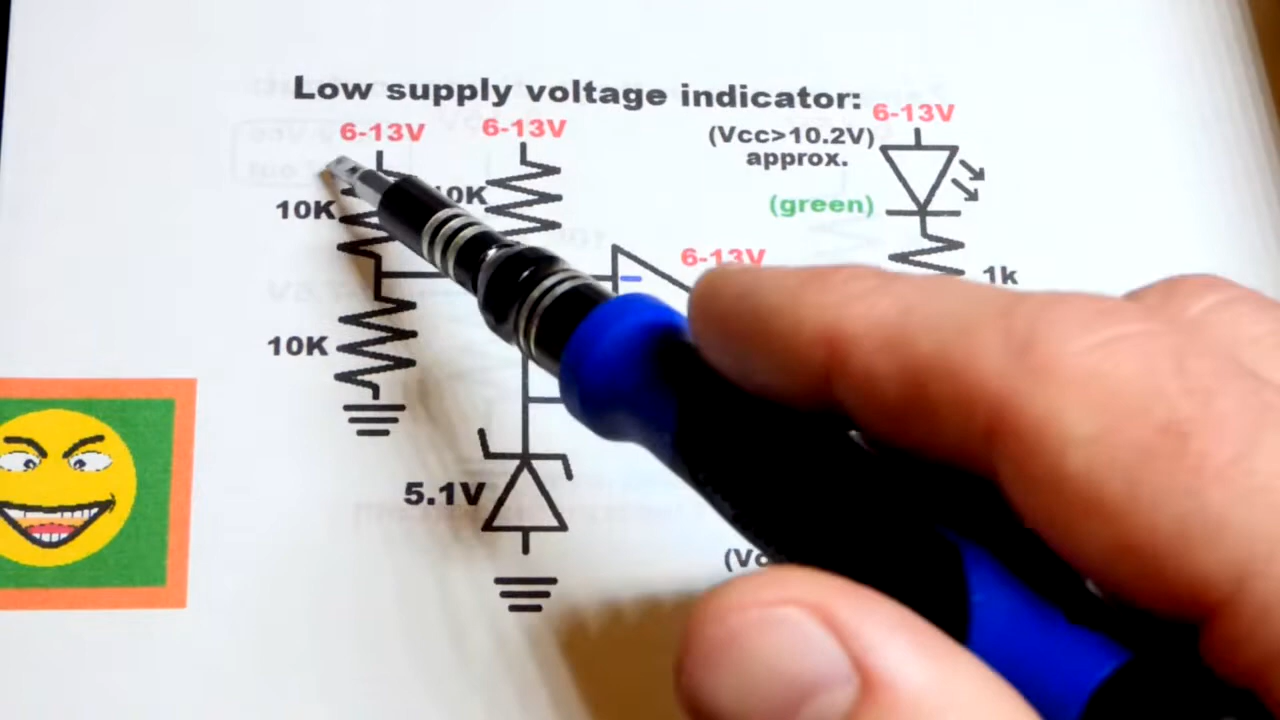 Low supply voltage indicator:
6-13V 6-13V (Vcc>10.2V) 6-13V
approx.
10K (green)
6-13V
1k
10K
5.1V